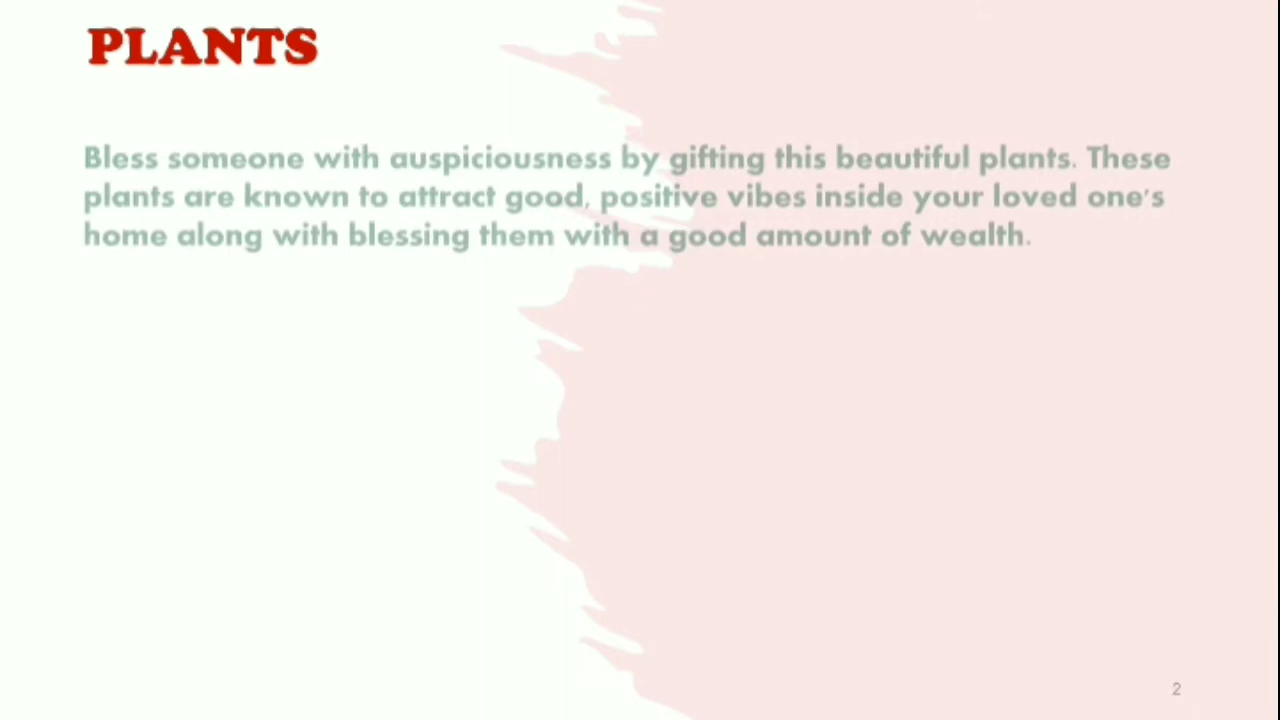 PLANTS
Bless someone with auspiciousness by gifting this beautiful plants. These
plants are known to attract good, positive vibes inside your loved one's
home along with blessing them with a good amount of wealth.
2